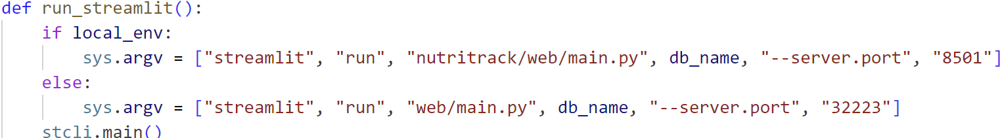 def run_streamlit():
    if local_env:
        sys.argv = ["streamlit", "run", "nutritrack/web/main.py", db_name, "--server.port", "8501"]
    else:
        sys.argv = ["streamlit", "run", "web/main.py", db_name, "--server.port", "32223"]
    stcli.main()